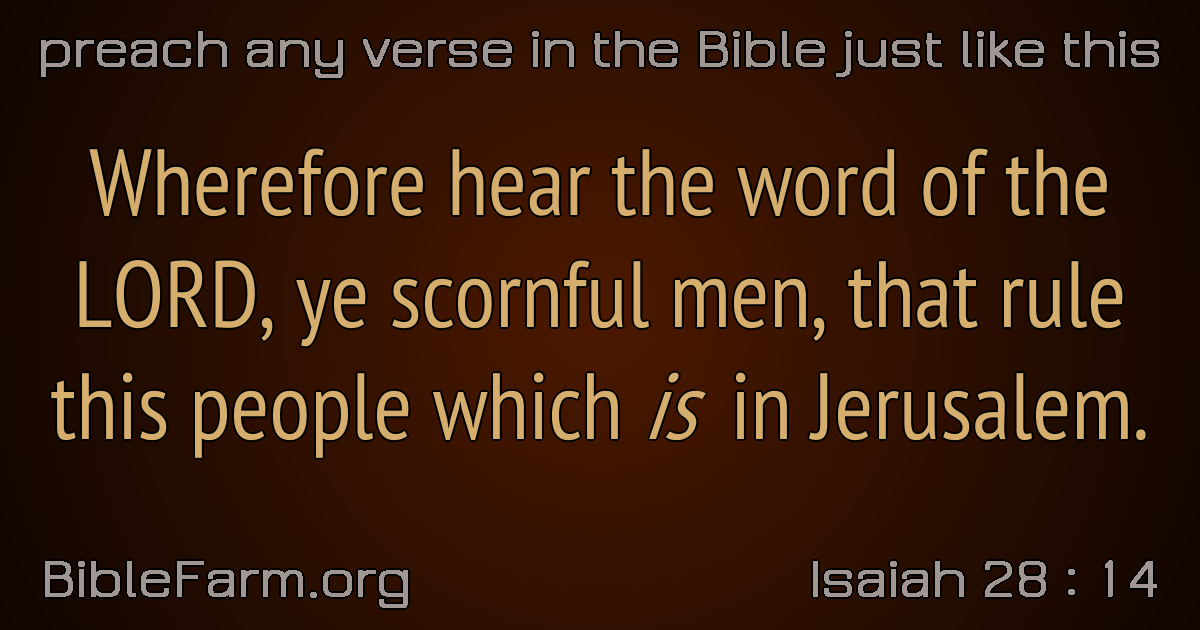 preach any verse in the Bible just like this
Wherefore hear the word of the
LORD, ye scornful men, that rule
this people which is in Jerusalem.
BibleFarm.org
Isaiah 28 : 14